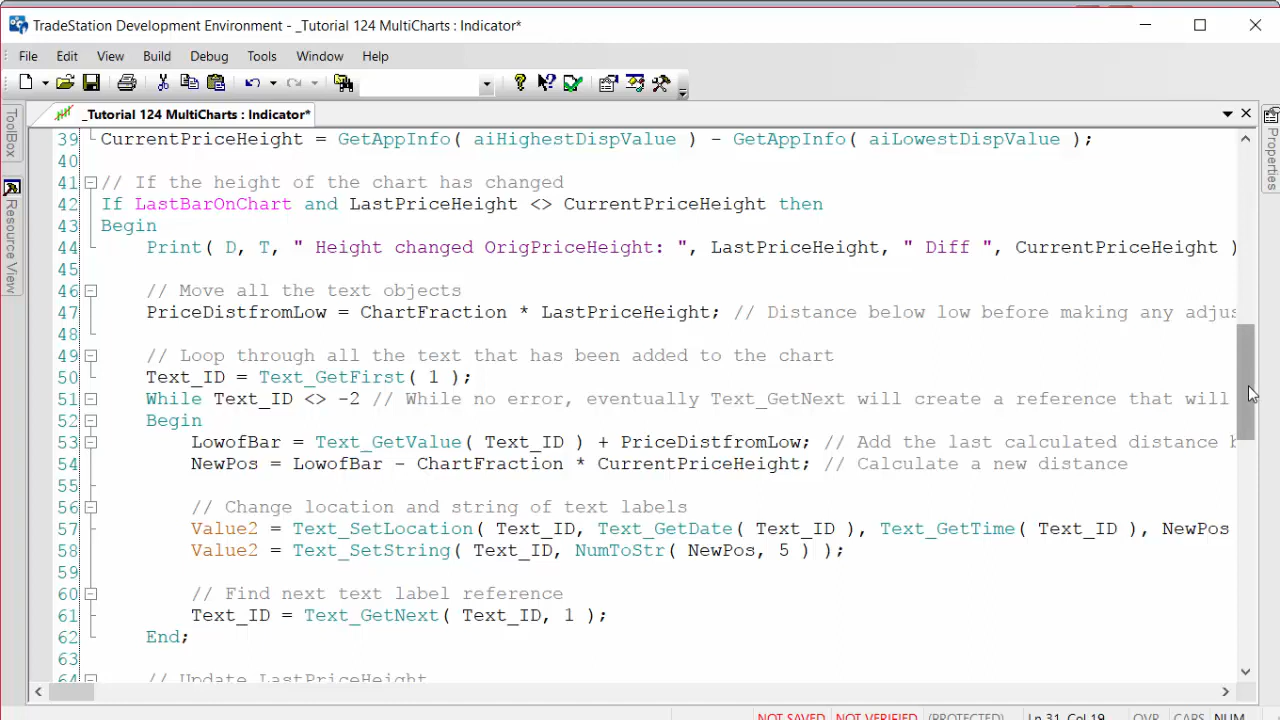 TradeStation Development Environment - _Tutorial 124 MultiCharts : Indicator*
File Edit View Build Debug Tools Window Help
_Tutorial 124 MultiCharts : Indicator*
ToolBox
Resource View
Properties
39 CurrentPriceHeight = GetAppInfo( aiHighestDispValue ) - GetAppInfo( aiLowestDispValue );
40
41 // If the height of the chart has changed
42 If LastBarOnChart and LastPriceHeight <> CurrentPriceHeight then
43 Begin
44 Print( D, T, " Height changed OrigPriceHeight: ", LastPriceHeight, " Diff ", CurrentPriceHeight )
45
46 // Move all the text objects
47 PriceDistfromLow = ChartFraction * LastPriceHeight; // Distance below low before making any adjus
48
49 // Loop through all the text that has been added to the chart
50 Text_ID = Text_GetFirst( 1 );
51 While Text_ID <> -2 // While no error, eventually Text_GetNext will create a reference that will
52 Begin
53 LowofBar = Text_GetValue( Text_ID ) + PriceDistfromLow; // Add the last calculated distance b
54 NewPos = LowofBar - ChartFraction * CurrentPriceHeight; // Calculate a new distance
55
56 // Change location and string of text labels
57 Value2 = Text_SetLocation( Text_ID, Text_GetDate( Text_ID ), Text_GetTime( Text_ID ), NewPos
58 Value2 = Text_SetString( Text_ID, NumToStr( NewPos, 5 ) );
59
60 // Find next text label reference
61 Text_ID = Text_GetNext( Text_ID, 1 );
62 End;
63
64 // Update LastPriceHeight
NOT SAVED NOT VERIFIED (PROTECTED) Ln 31, Col 19 OVR CAPS NUM